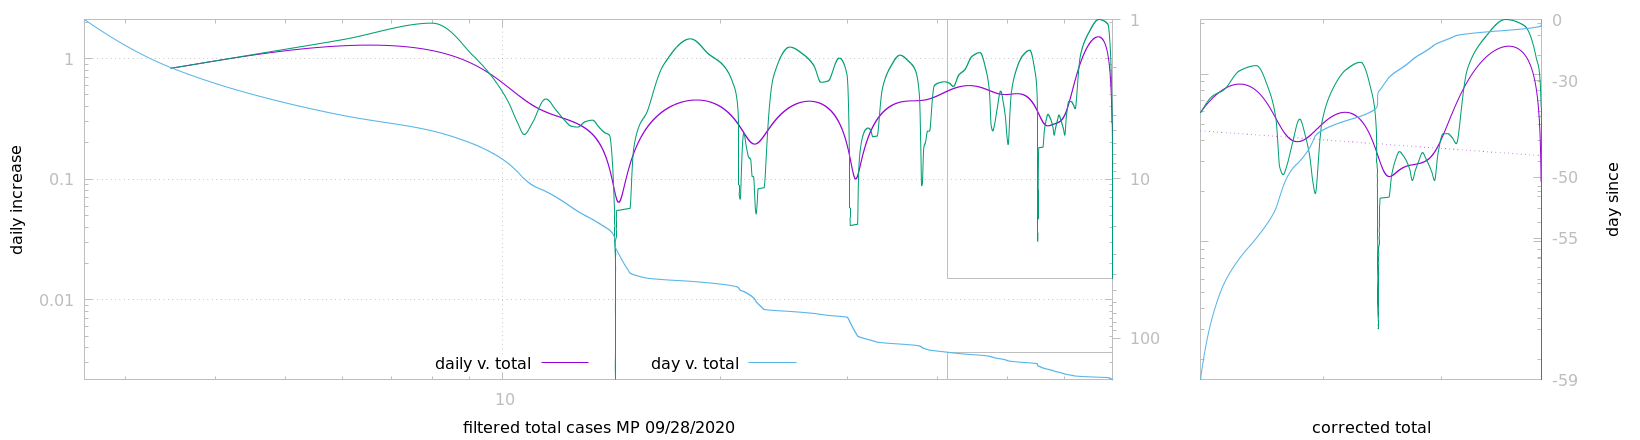 daily increase
1
0.1
0.01
10
filtered total cases MP 09/28/2020
daily v. total
day v. total
1
10
100
0
-30
-50
-55
-59
day since
corrected total